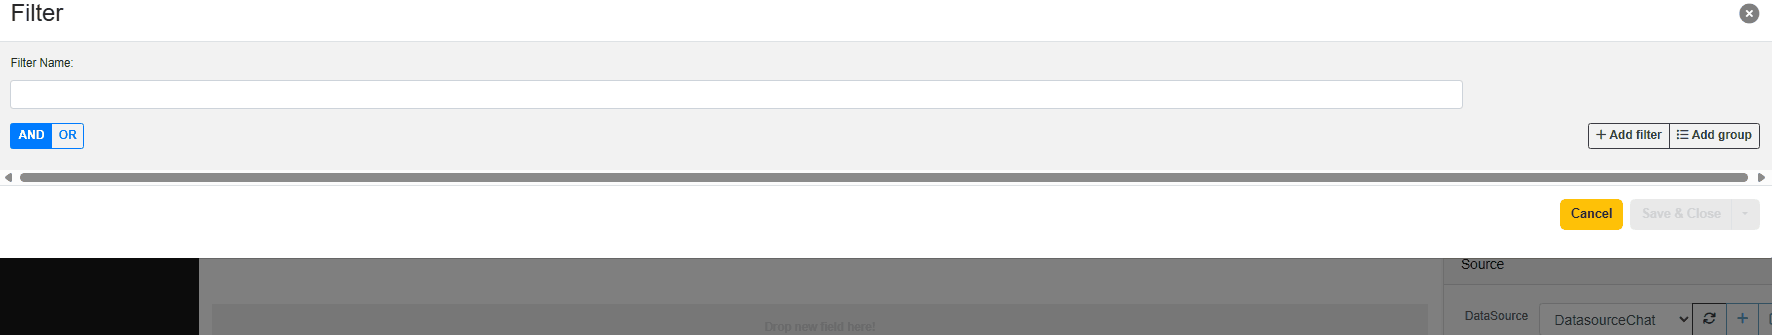 Filter
Filter Name:
AND OR
Add filter Add group
Cancel Save & Close
Source
Drop new field here!
DataSource DatasourceChat